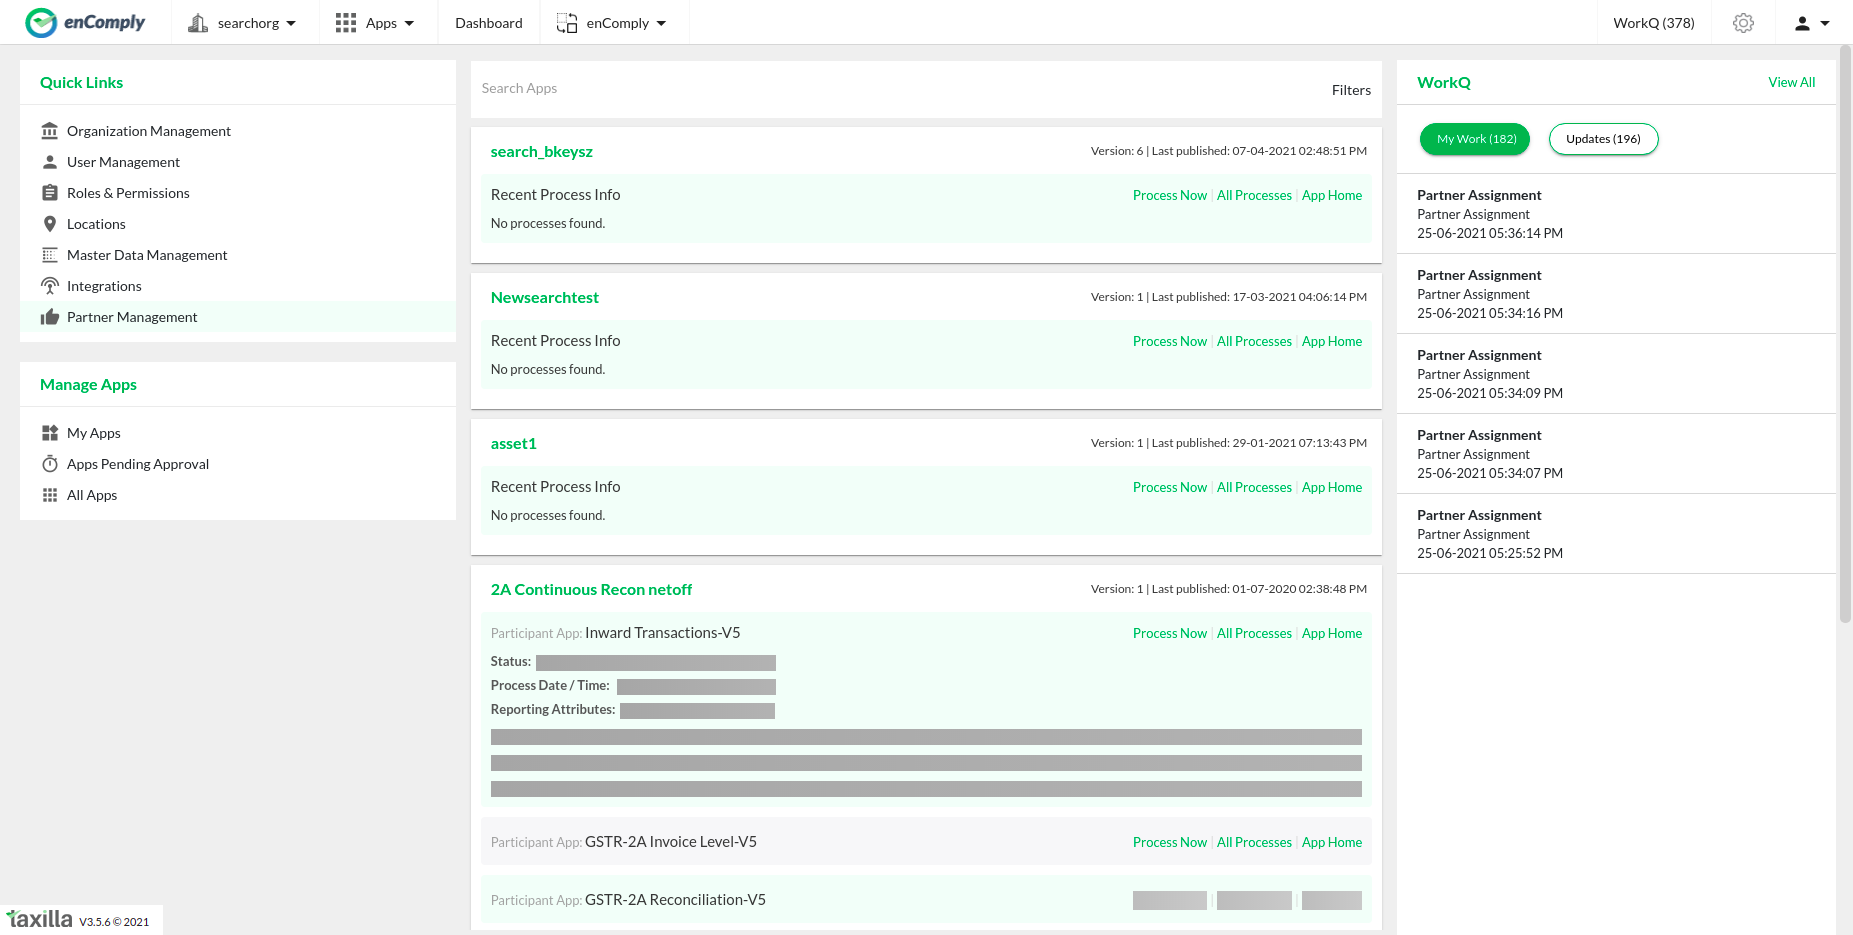 enComply
searchorg
Apps
Dashboard
enComply
WorkQ (378)
Quick Links
Organization Management
User Management
Roles & Permissions
Locations
Master Data Management
Integrations
Partner Management
Manage Apps
My Apps
Apps Pending Approval
All Apps
Search Apps
Filters
search_bkeysz
Version: 6 | Last published: 07-04-2021 02:48:51 PM
Recent Process Info
Process Now | All Processes | App Home
No processes found.
Newsearchtest
Version: 1 | Last published: 17-03-2021 04:06:14 PM
Recent Process Info
Process Now | All Processes | App Home
No processes found.
asset1
Version: 1 | Last published: 29-01-2021 07:13:43 PM
Recent Process Info
Process Now | All Processes | App Home
No processes found.
2A Continuous Recon netoff
Version: 1 | Last published: 01-07-2020 02:38:48 PM
Participant App: Inward Transactions-V5
Process Now | All Processes | App Home
Status:
Process Date / Time:
Reporting Attributes:
Participant App: GSTR-2A Invoice Level-V5
Process Now | All Processes | App Home
Participant App: GSTR-2A Reconciliation-V5
WorkQ
View All
My Work (182)
Updates (196)
Partner Assignment
Partner Assignment
25-06-2021 05:36:14 PM
Partner Assignment
Partner Assignment
25-06-2021 05:34:16 PM
Partner Assignment
Partner Assignment
25-06-2021 05:34:09 PM
Partner Assignment
Partner Assignment
25-06-2021 05:34:07 PM
Partner Assignment
Partner Assignment
25-06-2021 05:25:52 PM
taxilla V3.5.6 © 2021